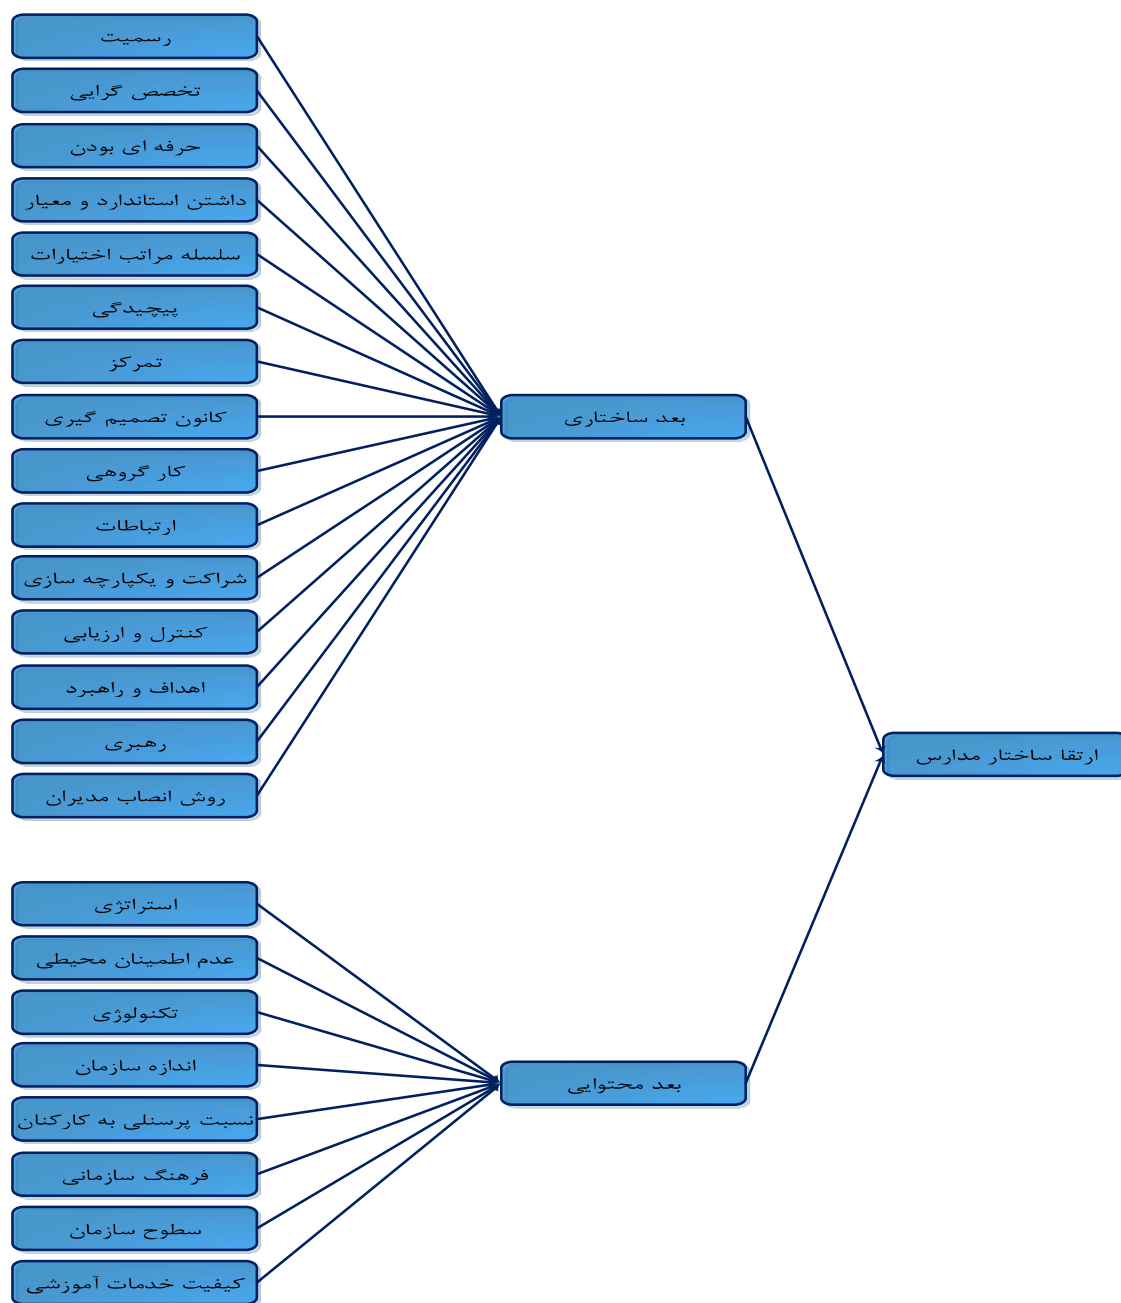 رسمیت
تخصص گرایی
حرفه ای بودن
داشتن استاندارد و معیار
سلسله مراتب اختیارات
پیچیدگی
تمرکز
کانون تصمیم گیری
کار گروهی
ارتباطات
شراکت و یکپارچه سازی
کنترل و ارزیابی
اهداف و راهبرد
رهبری
روش انصاب مدیران
بعد ساختاری
ارتقا ساختار مدارس
استراتژی
عدم اطمینان محیطی
تکنولوژی
اندازه سازمان
نسبت پرسنلی به کارکنان
فرهنگ سازمانی
سطوح سازمان
کیفیت خدمات آموزشی
بعد محتوایی